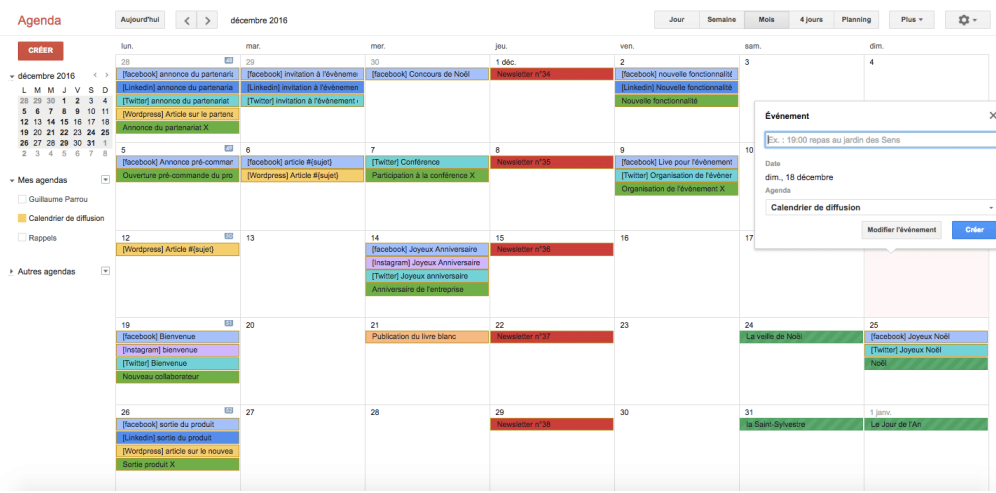 Agenda
Aujourd'hui < > décembre 2016 Jour Semaine Mois 4 jours Planning Plus
CRÉER
décembre 2016 < >
L M M J V S D
28 29 30 1 2 3 4
5 6 7 8 9 10 11
12 13 14 15 16 17 18
19 20 21 22 23 24 25
26 27 28 29 30 31 1
2 3 4 5 6 7 8
Mes agendas
Guillaume Parrou
Calendrier de diffusion
Rappels
Autres agendas
lun. mar. mer. jeu. ven. sam. dim.
28 29 30 1 déc. 2 3 4
[facebook] annonce du partenaria
[Linkedin] annonce du partenaria
[Twitter] annonce du partenariat
[Wordpress] Article sur le partena
Annonce du partenariat X
[facebook] invitation à l'évènemen
[Linkedin] invitation à l'évènemen
[Twitter] invitation à l'évènement
[facebook] Concours de Noël
Newsletter n°34
[facebook] nouvelle fonctionnalité
[Linkedin] Nouvelle fonctionnalité
Nouvelle fonctionnalité
5 6 7 8 9 10
[facebook] Annonce pré-comman
Ouverture pré-commande du pro
[facebook] article #{sujet}
[Wordpress] Article #{sujet}
[Twitter] Conférence
Participation à la conférence X
Newsletter n°35
[facebook] Live pour l'évènement
[Twitter] Organisation de l'évèner
Organisation de l'évènement X
Événement
Ex. : 19:00 repas au jardin des Sens
Date
dim., 18 décembre
Agenda
Calendrier de diffusion
Modifier l'événement Créer
12 13 14 15 16 17
[Wordpress] Article #{sujet}
[facebook] Joyeux Anniversaire
[Instagram] Joyeux Anniversaire
[Twitter] Joyeux anniversaire
Anniversaire de l'entreprise
Newsletter n°36
19 20 21 22 23 24 25
[facebook] Bienvenue
[Instagram] bienvenue
[Twitter] Bienvenue
Nouveau collaborateur
Publication du livre blanc
Newsletter n°37
La veille de Noël
[facebook] Joyeux Noël
[Twitter] Joyeux Noël
Noël
26 27 28 29 30 31 1 janv.
[facebook] sortie du produit
[Linkedin] sortie du produit
[Wordpress] article sur le nouvea
Sortie produit X
Newsletter n°38
la Saint-Sylvestre
Le Jour de l'An